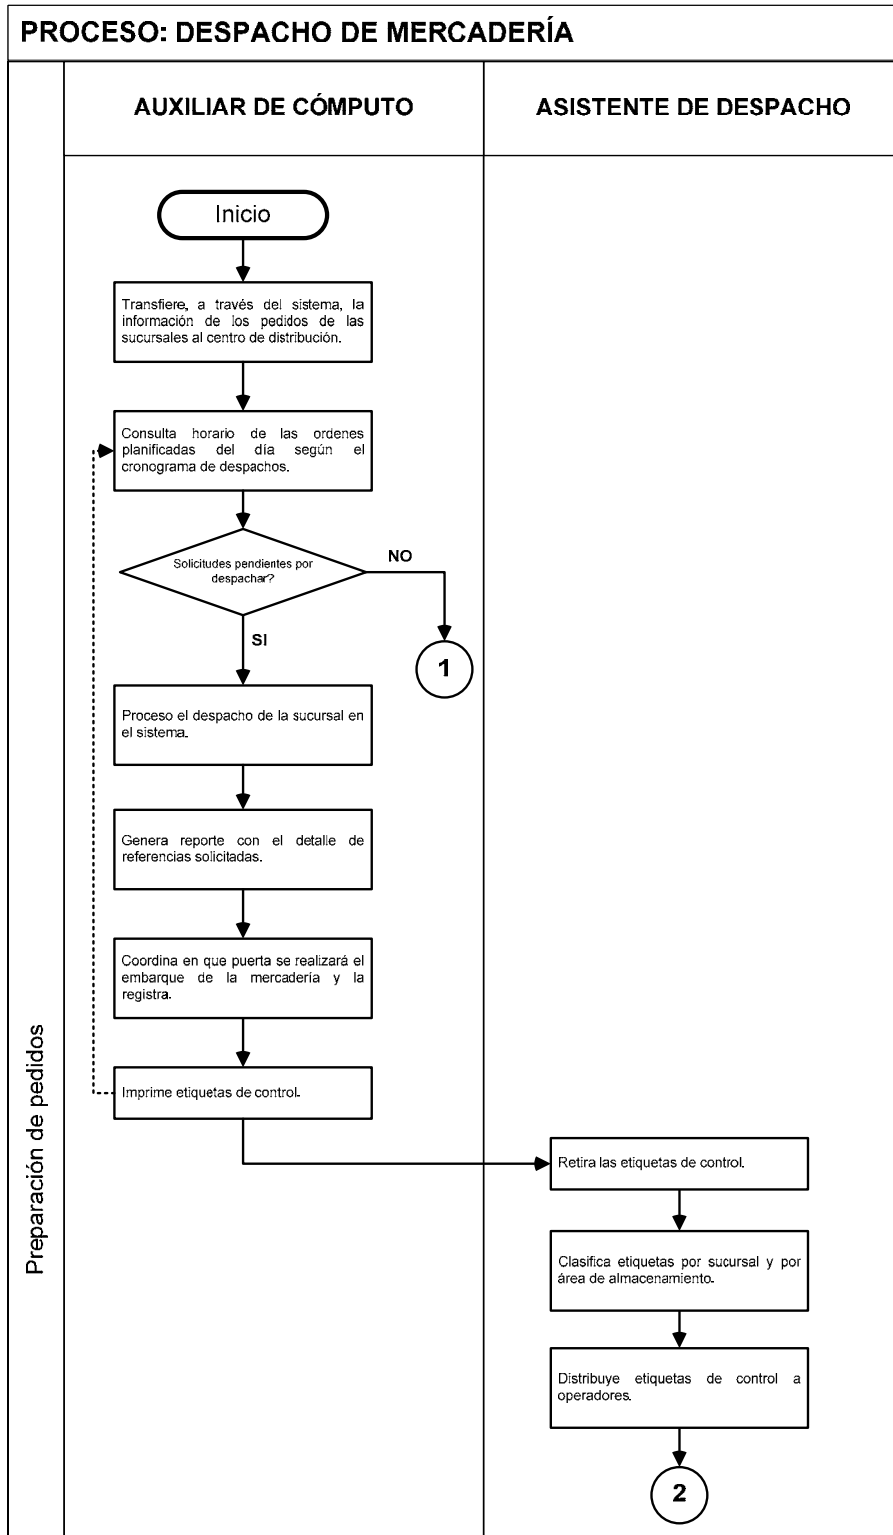 PROCESO: DESPACHO DE MERCADERÍA
AUXILIAR DE CÓMPUTO
ASISTENTE DE DESPACHO
Inicio
Transfiere, a través del sistema, la
información de los pedidos de las
sucursales al centro de distribución.
Consulta horario de las ordenes
planificadas del día según el
cronograma de despachos.
Solicitudes pendientes por
despachar?
NO
SI
1
Proceso el despacho de la sucursal en
el sistema.
Genera reporte con el detalle de
referencias solicitadas.
Coordina en que puerta se realizará el
embarque de la mercadería y la
registra.
Imprime etiquetas de control.
Preparación de pedidos
Retira las etiquetas de control.
Clasifica etiquetas por sucursal y por
área de almacenamiento.
Distribuye etiquetas de control a
operadores.
2